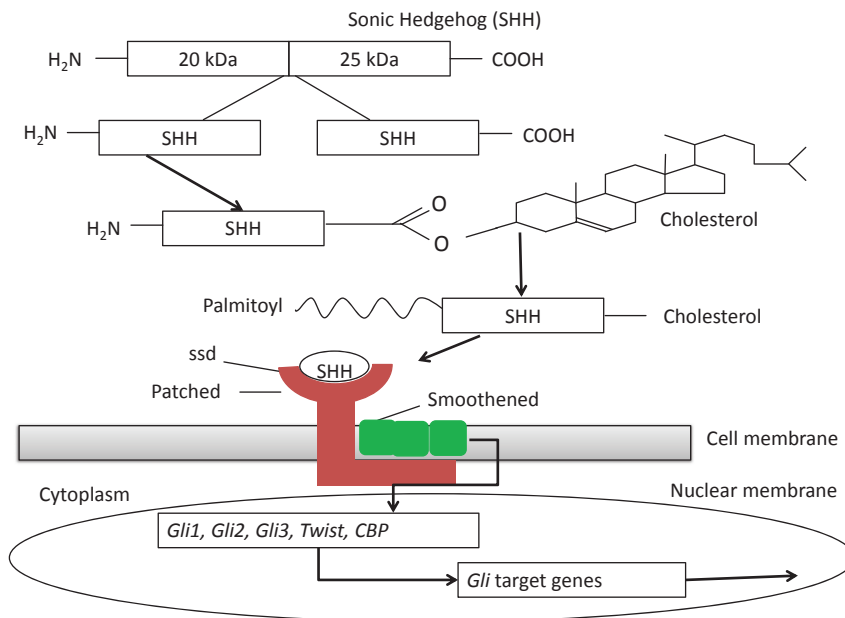 Sonic Hedgehog (SHH)
H₂N 20 kDa 25 kDa COOH
H₂N SHH SHH COOH
O
H₂N SHH O Cholesterol
Palmitoyl SHH Cholesterol
ssd SHH
Patched Smoothened
Cell membrane
Cytoplasm Nuclear membrane
Gli1, Gli2, Gli3, Twist, CBP
Gli target genes